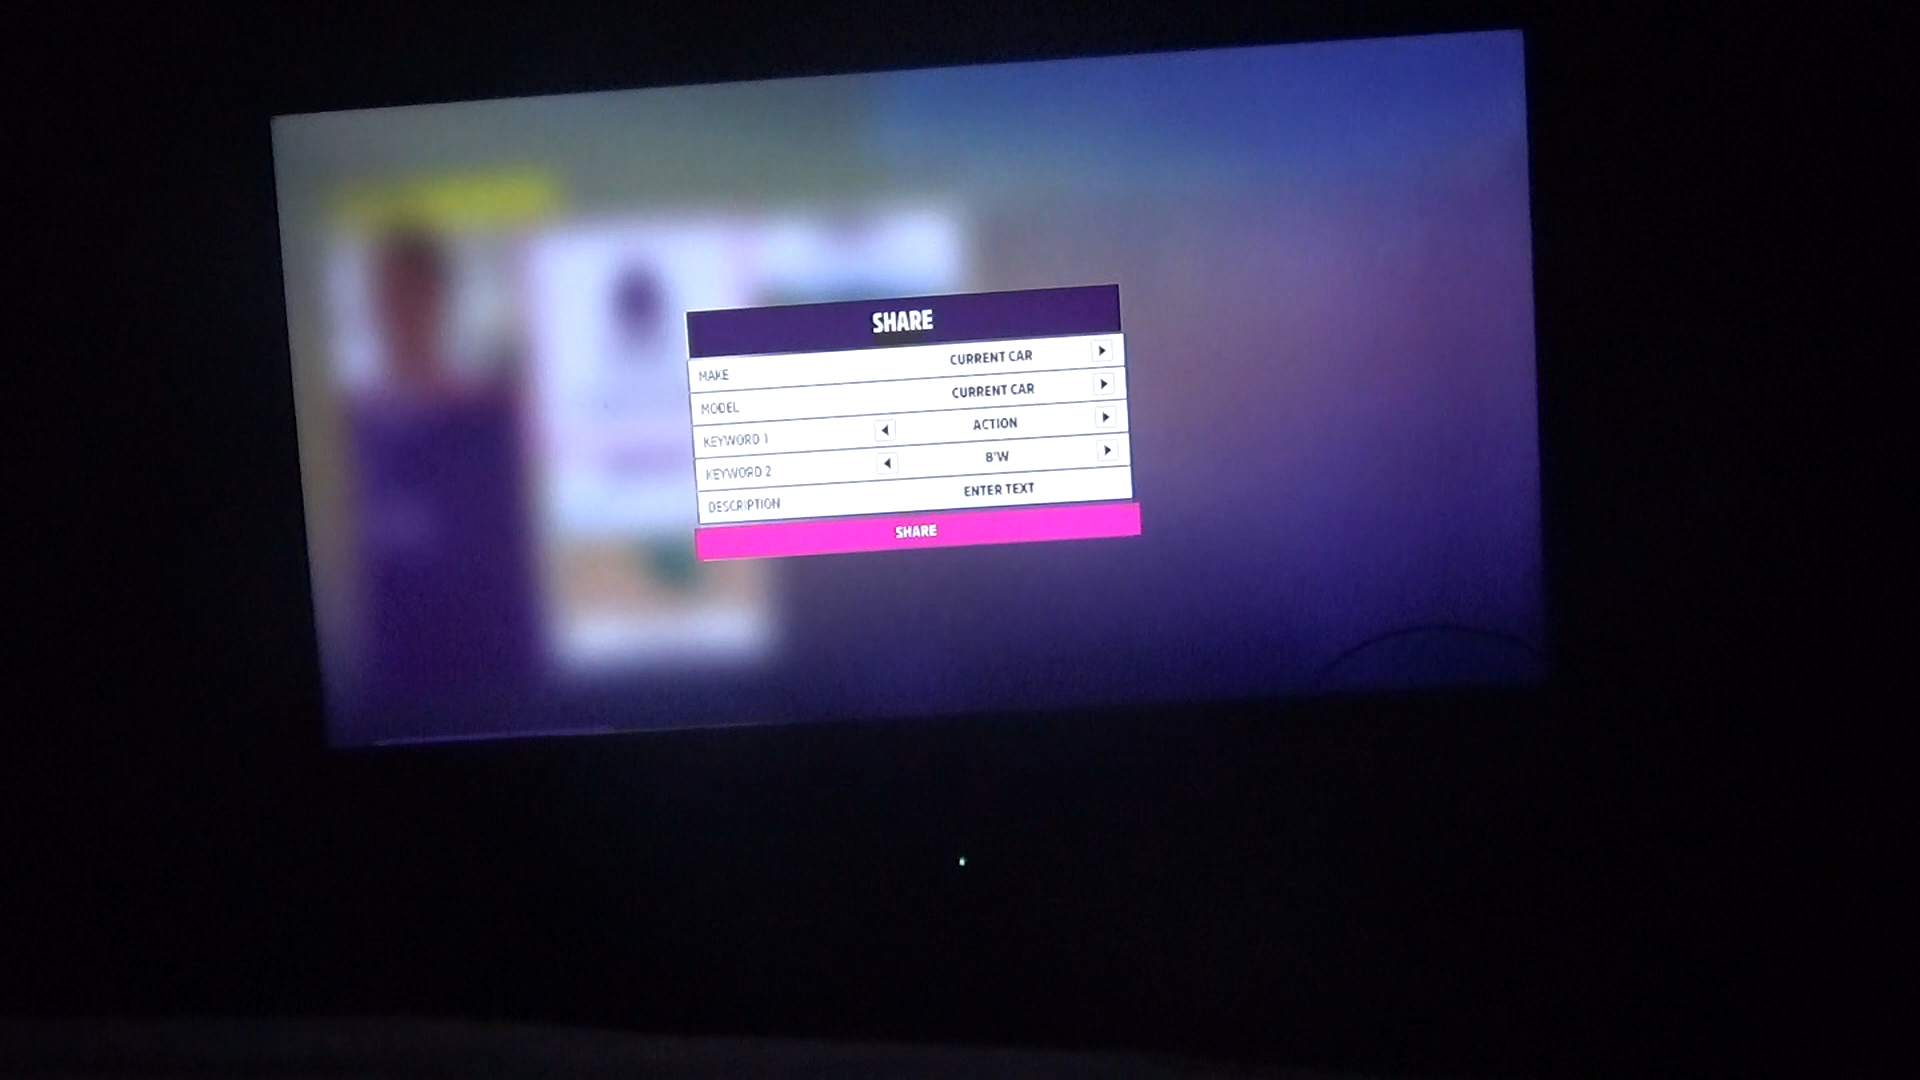 SHARE
MAKE CURRENT CAR
MODEL CURRENT CAR
KEYWORD 1 ACTION
KEYWORD 2 B'W
DESCRIPTION ENTER TEXT
SHARE